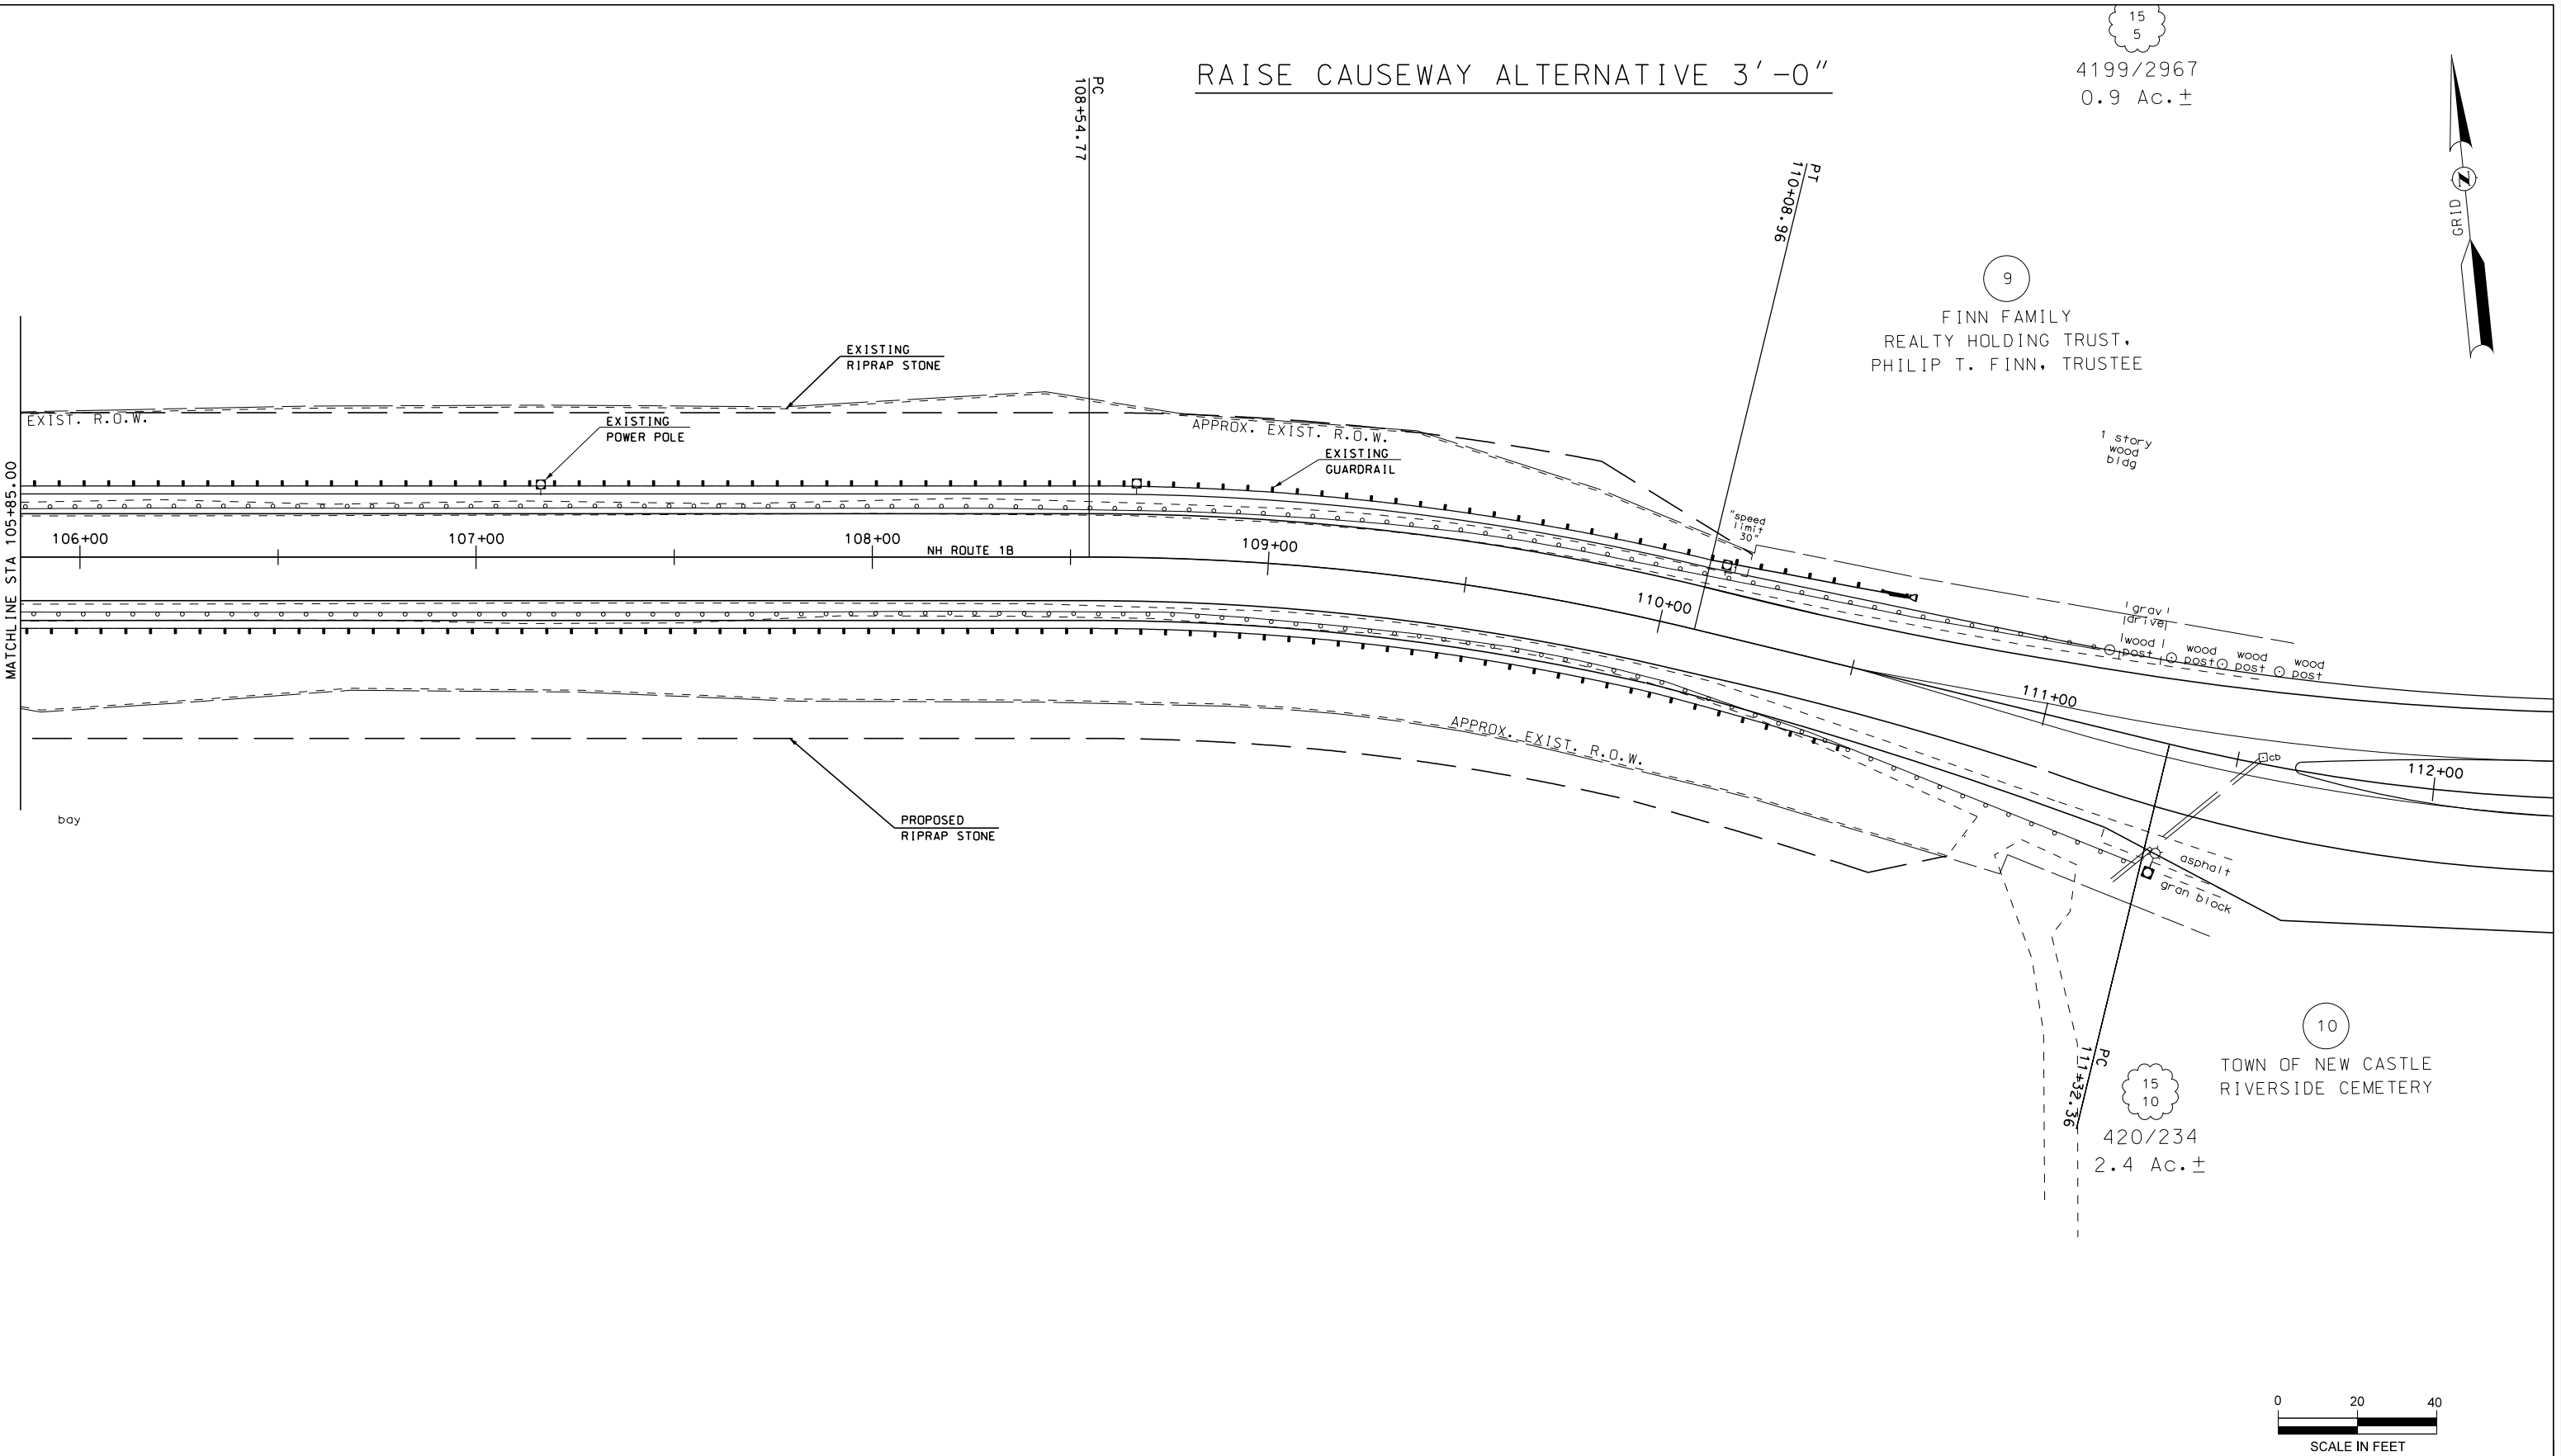 RAISE CAUSEWAY ALTERNATIVE 3'-0"
15
5
4199/2967
0.9 Ac.±
PC
108+54.77
PT
110+08.96
GRID
N
9
FINN FAMILY
REALTY HOLDING TRUST,
PHILIP T. FINN, TRUSTEE
1 story
wood
bldg
EXISTING
RIPRAP STONE
EXIST. R.O.W.
EXISTING
POWER POLE
APPROX. EXIST. R.O.W.
EXISTING
GUARDRAIL
"speed
limit
30"
MATCHLINE STA 105+85.00
106+00
107+00
108+00
NH ROUTE 1B
109+00
110+00
111+00
112+00
grav
drive
wood
post
wood
post
wood
post
wood
post
APPROX. EXIST. R.O.W.
cb
asphalt
gran block
bay
PROPOSED
RIPRAP STONE
PC
111+32.36
10
TOWN OF NEW CASTLE
RIVERSIDE CEMETERY
15
10
420/234
2.4 Ac.±
0 20 40
SCALE IN FEET